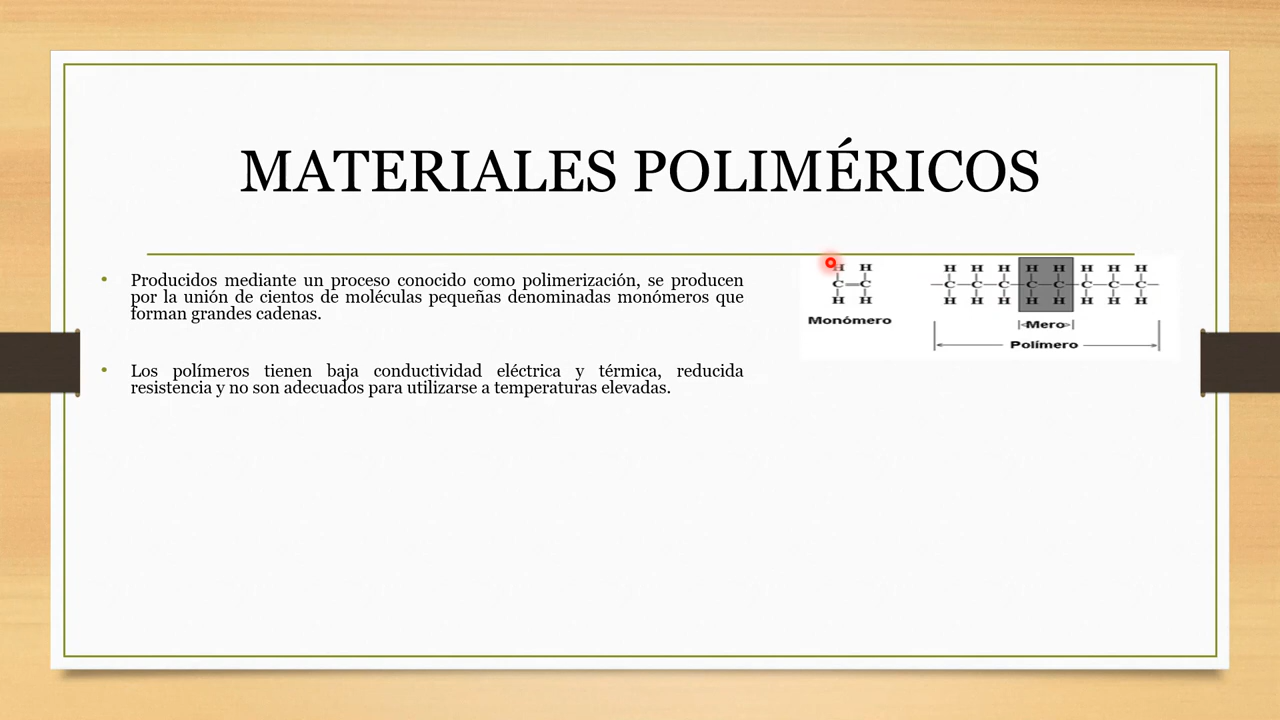 MATERIALES POLIMÉRICOS
• Producidos mediante un proceso conocido como polimerización, se producen
por la unión de cientos de moléculas pequeñas denominadas monómeros que
forman grandes cadenas.
• Los polímeros tienen baja conductividad eléctrica y térmica, reducida
resistencia y no son adecuados para utilizarse a temperaturas elevadas.
H H
C=C
H H
Monómero
H H H H H H H H
—C—C—C—C—C—C—C—C—
H H H H H H H H
Mero
Polímero